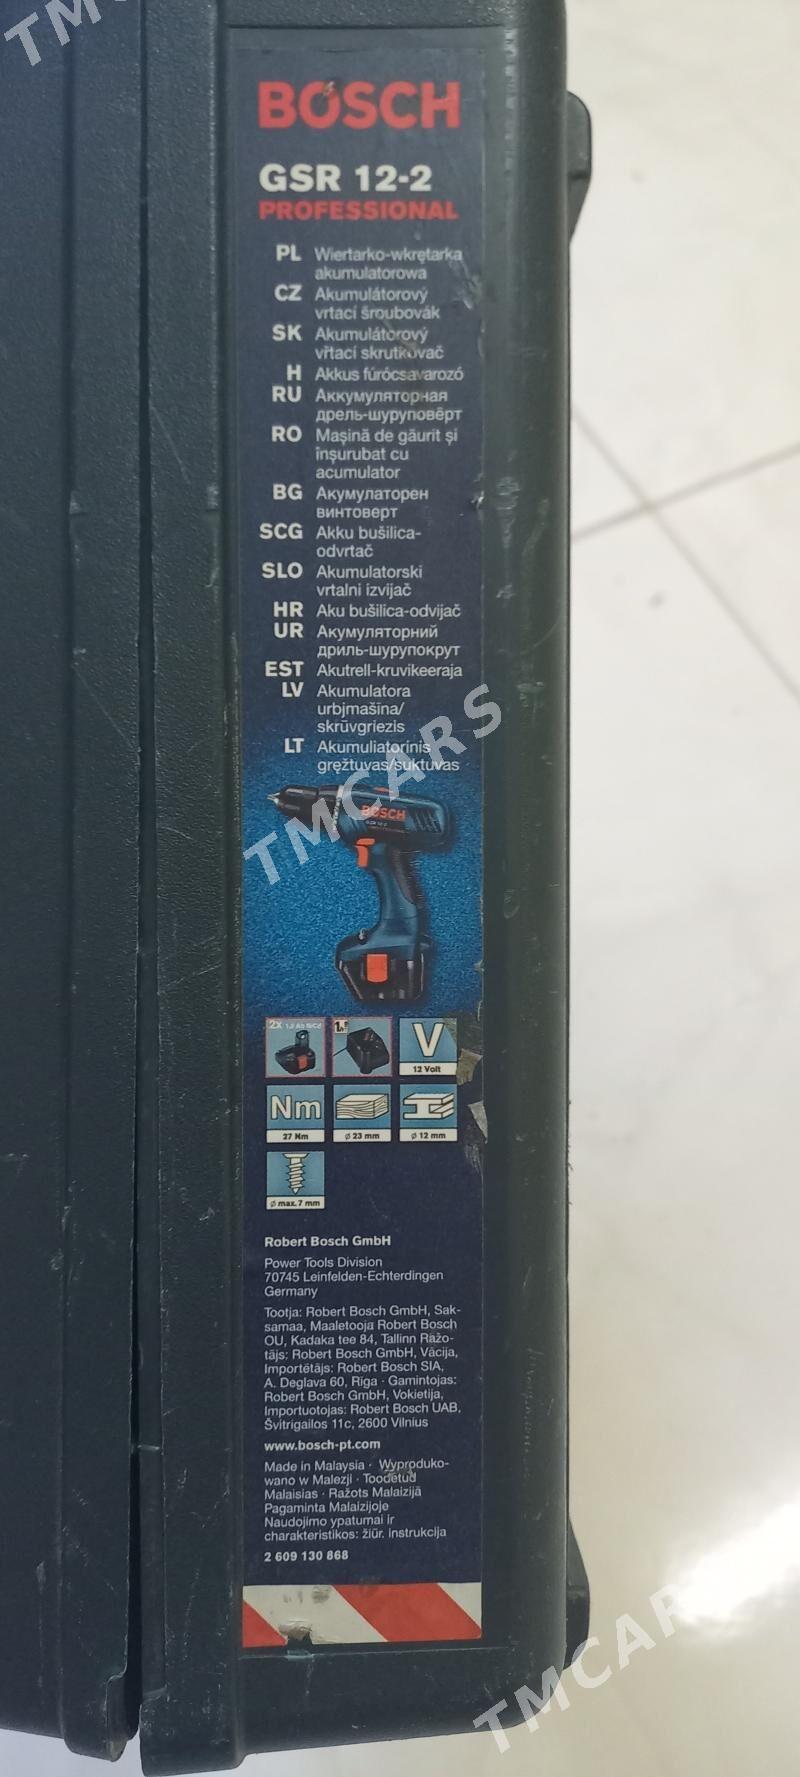 TMCARS
BOSCH
GSR 12-2
PROFESSIONAL
PL Wiertarko-wkrętarka
akumulatorowa
CZ Akumulátorový
vrtací šroubovák
SK Akumulátorový
vŕtací skrutkovač
H Akkus fúrócsavarozó
RU Аккумуляторная
дрель-шуруповёрт
RO Maşină de găurit şi
înşurubat cu
acumulator
BG Акумулаторен
винтоверт
SCG Akku bušilica-
odvrtač
SLO Akumulatorski
vrtalni izvijač
HR Aku bušilica-odvijač
UR Акумуляторний
дриль-шурупокрут
EST Akutrell-kruvikeeraja
LV Akumulatora
urbjmašīna/
skrūvgriezis
LT Akumuliatorinis
gręžtuvas/suktuvas
TMCARS
BOSCH
GSR 12-2
2x
V
12 Volt
Nm
27 Nm
Ø 23 mm
Ø 12 mm
Ø max. 7 mm
Robert Bosch GmbH
Power Tools Division
70745 Leinfelden-Echterdingen
Germany
Tootja: Robert Bosch GmbH, Sak-
samaa, Maaletooja Robert Bosch
OU, Kadaka tee 84, Tallinn Ražo-
tājs: Robert Bosch GmbH, Vācija,
Importētājs: Robert Bosch SIA,
A. Deglava 60, Rīga · Gamintojas:
Robert Bosch GmbH, Vokietija,
Importuotojas: Robert Bosch UAB,
Švitrigailos 11c, 2600 Vilnius
www.bosch-pt.com
Made in Malaysia · Wyproduko-
wano w Malezji · Toodetud
Malaisias · Ražots Malaizijā
Pagaminta Malaizijoje
Naudojimo ypatumai ir
charakteristikos: žiūr. instrukcija
2 609 130 868
TMCARS